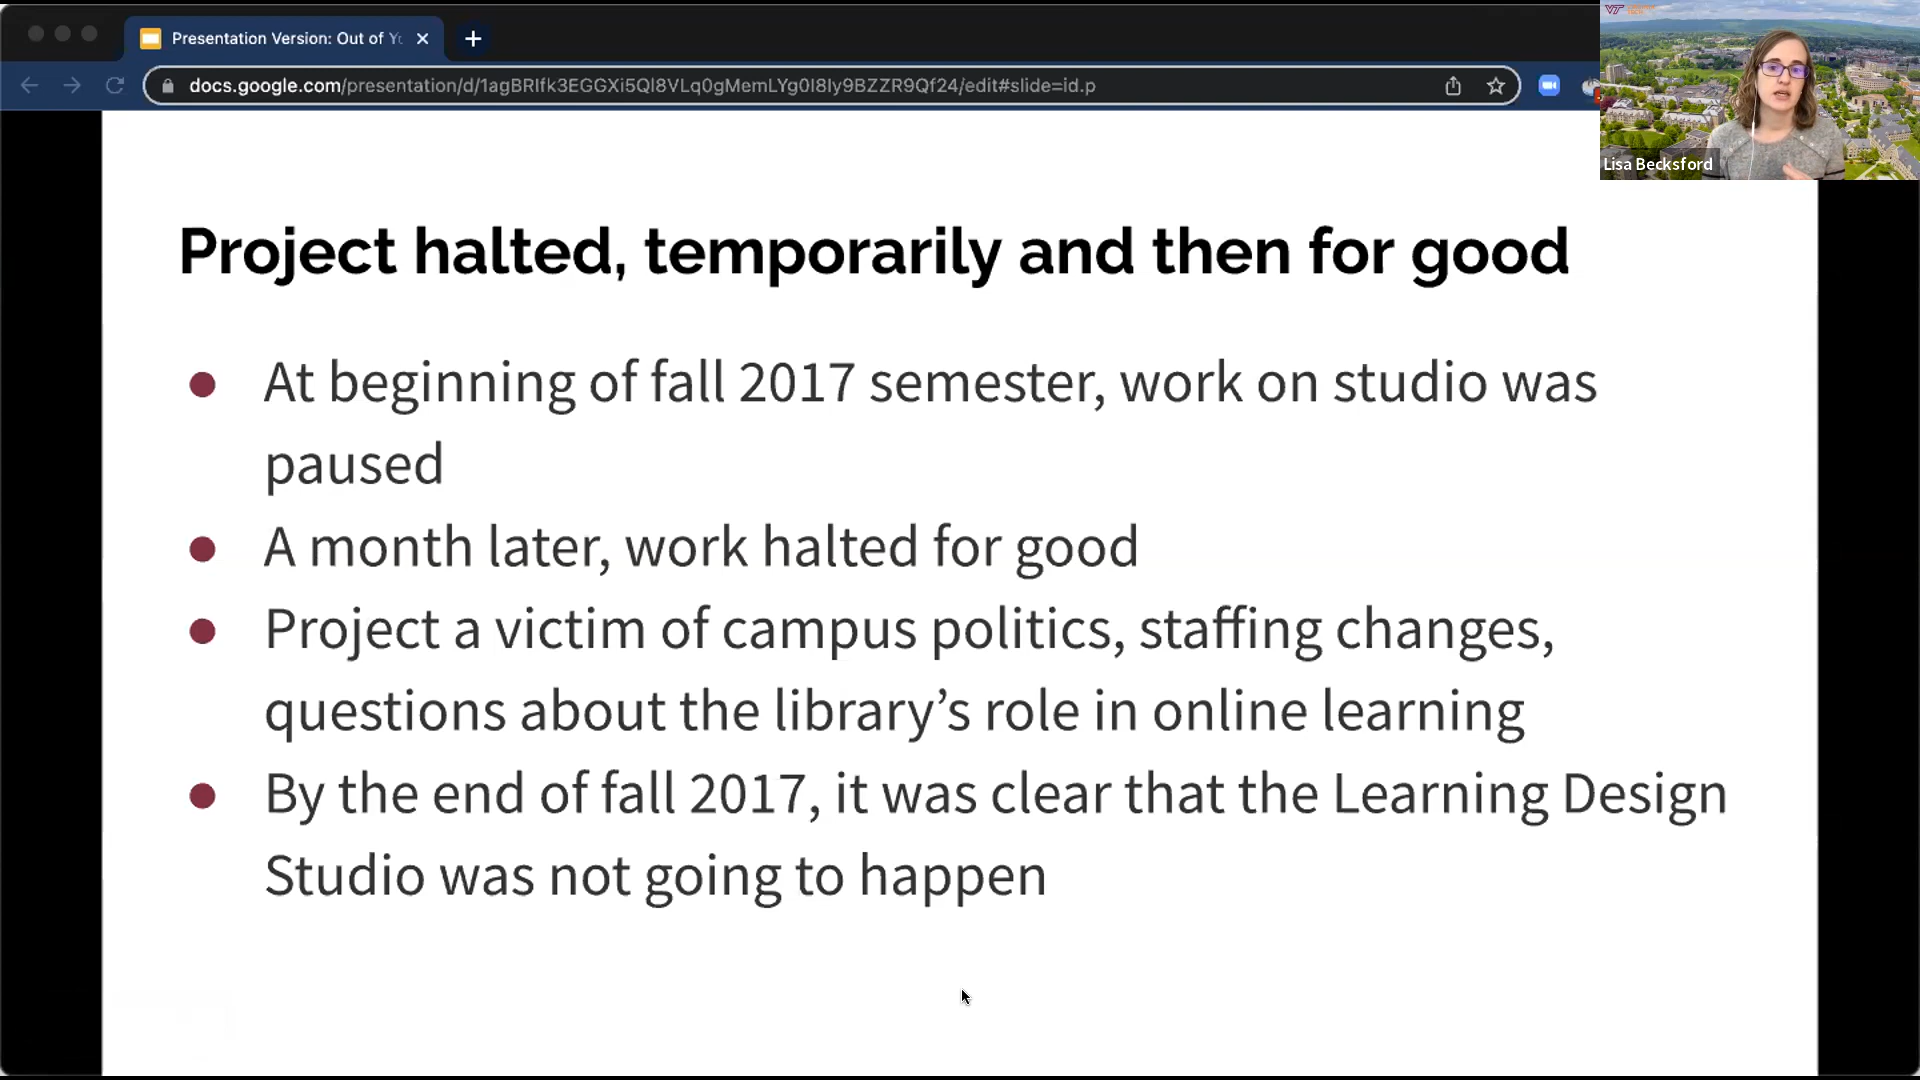 Presentation Version: Out of Yo
docs.google.com/presentation/d/1agBRIfk3EGGXi5Ql8VLq0gMemLYg0I8Iy9BZZR9Qf24/edit#slide=id.p
VT
Lisa Becksford
Project halted, temporarily and then for good
● At beginning of fall 2017 semester, work on studio was
paused
● A month later, work halted for good
● Project a victim of campus politics, staffing changes,
questions about the library’s role in online learning
● By the end of fall 2017, it was clear that the Learning Design
Studio was not going to happen